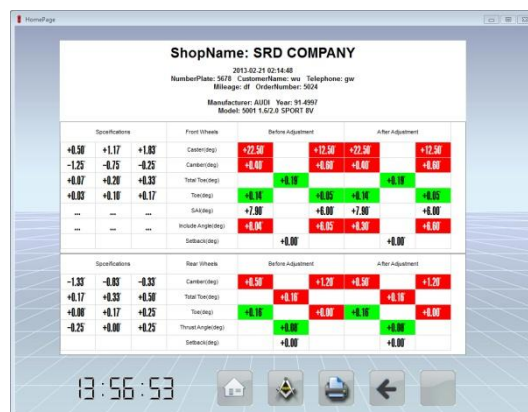 HomePage
ShopName: SRD COMPANY
2013-02-21 02:14:48
NumberPlate: 5678 CustomerName: wu Telephone: gw
Mileage: df OrderNumber: 5024
Manufacturer: AUDI Year: 91-4997
Model: 5001 1.6/2.0 SPORT 8V
Specifications Front Wheels Before Adjustment After Adjustment
+0.50' +1.17' +1.83' Caster(deg) +22.50' +12.50' +22.50' +12.50'
-1.25' -0.75' -0.25' Camber(deg) +0.40' +0.60' +0.40' +0.60'
+0.07' +0.20' +0.33' Total Toe(deg) +0.19' +0.19'
+0.03' +0.10' +0.17' Toe(deg) +0.14' +0.05' +0.14' +0.05'
... ... ... SAI(deg) +7.90' +6.00' +7.90' +6.00'
... ... ... Include Angle(deg) +6.05' +8.30'
Setback(deg) +0.00' +0.00'
Specifications Rear Wheels Before Adjustment After Adjustment
-1.33' -0.83' -0.33' Camber(deg) +0.50' +1.20' +0.50' +1.20'
+0.17' +0.33' +0.50' Total Toe(deg) +0.16' +0.16'
+0.08' +0.17' +0.25' Toe(deg) +0.16' +0.00' +0.16' +0.00'
-0.25' +0.00' +0.25' Thrust Angle(deg) +0.08' +0.08'
Setback(deg) +0.00' +0.00'
13:56:53